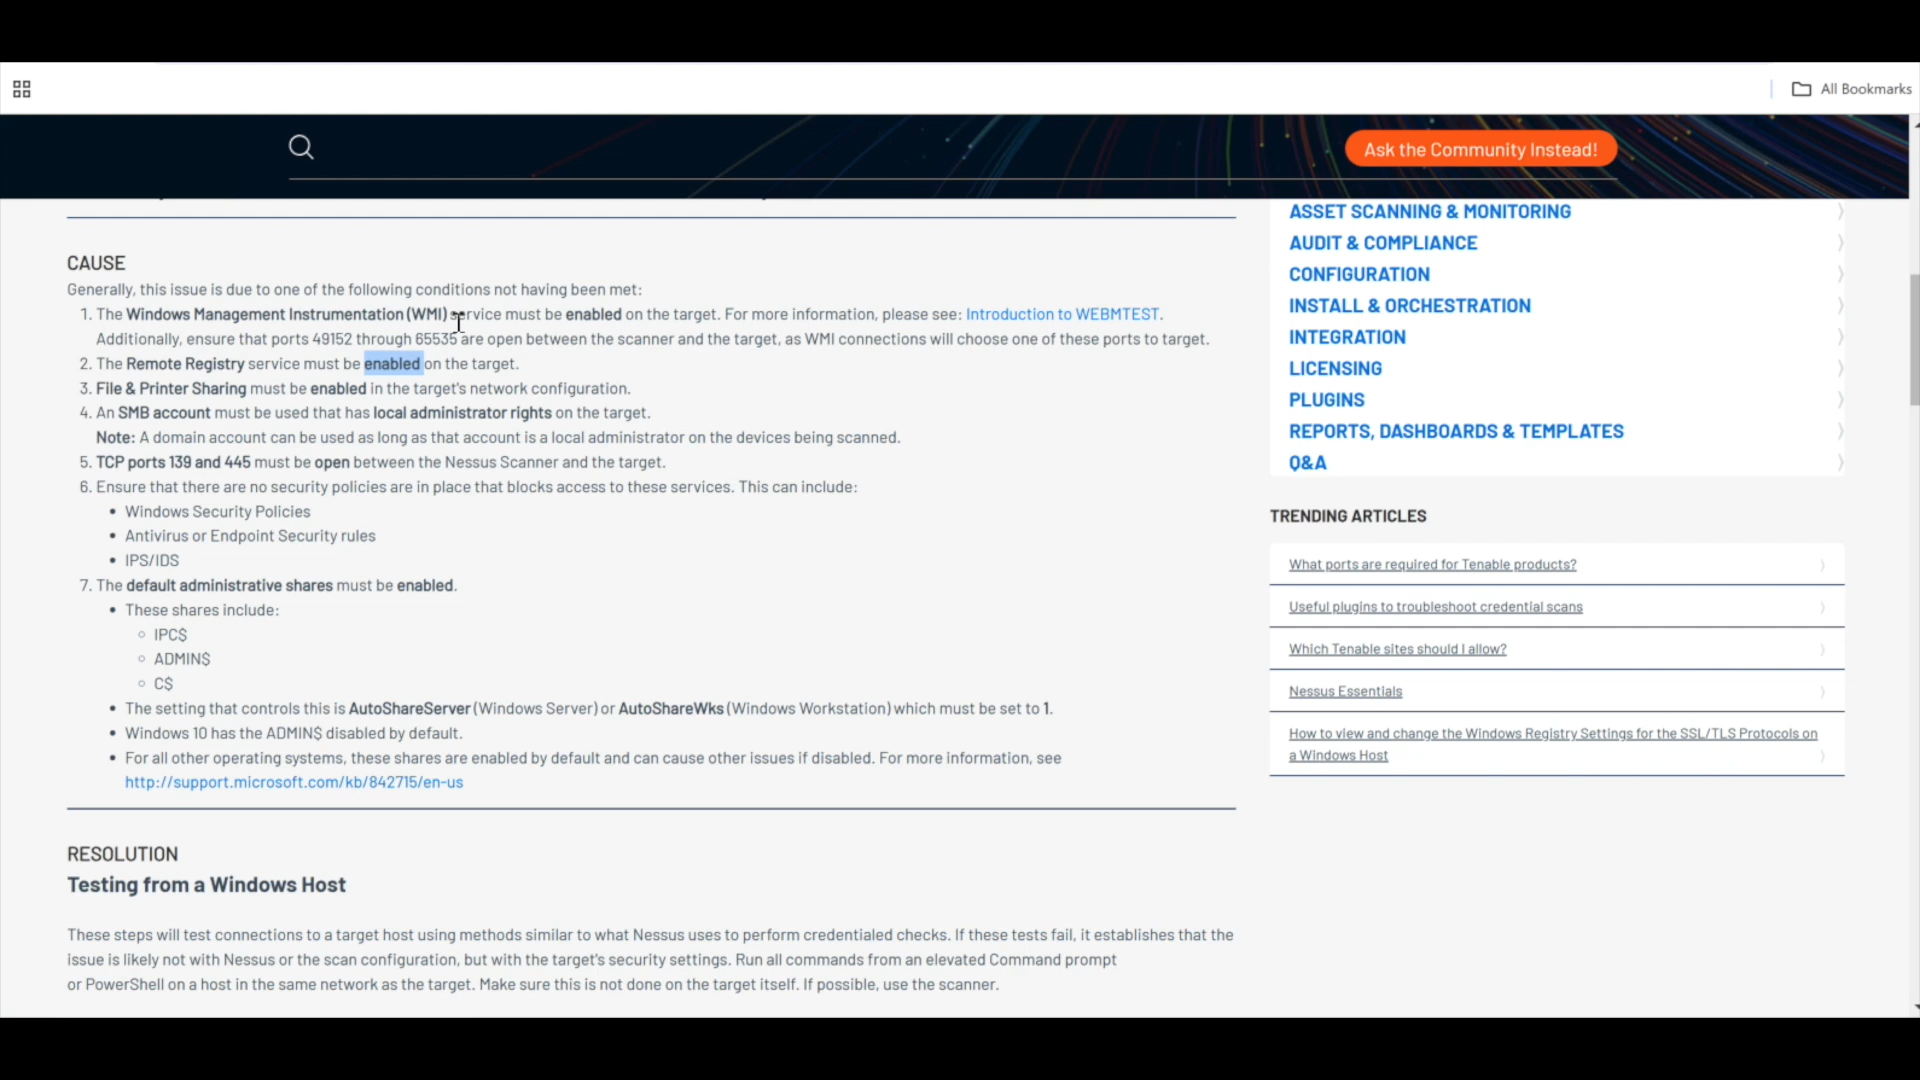 All Bookmarks
Ask the Community Instead!
CAUSE
Generally, this issue is due to one of the following conditions not having been met:
1. The Windows Management Instrumentation (WMI) service must be enabled on the target. For more information, please see: Introduction to WEBMTEST.
Additionally, ensure that ports 49152 through 65535 are open between the scanner and the target, as WMI connections will choose one of these ports to target.
2. The Remote Registry service must be enabled on the target.
3. File & Printer Sharing must be enabled in the target's network configuration.
4. An SMB account must be used that has local administrator rights on the target.
Note: A domain account can be used as long as that account is a local administrator on the devices being scanned.
5. TCP ports 139 and 445 must be open between the Nessus Scanner and the target.
6. Ensure that there are no security policies are in place that blocks access to these services. This can include:
• Windows Security Policies
• Antivirus or Endpoint Security rules
• IPS/IDS
7. The default administrative shares must be enabled.
• These shares include:
◦ IPC$
◦ ADMIN$
◦ C$
• The setting that controls this is AutoShareServer (Windows Server) or AutoShareWks (Windows Workstation) which must be set to 1.
• Windows 10 has the ADMIN$ disabled by default.
• For all other operating systems, these shares are enabled by default and can cause other issues if disabled. For more information, see
http://support.microsoft.com/kb/842715/en-us
RESOLUTION
Testing from a Windows Host
These steps will test connections to a target host using methods similar to what Nessus uses to perform credentialed checks. If these tests fail, it establishes that the
issue is likely not with Nessus or the scan configuration, but with the target's security settings. Run all commands from an elevated Command prompt
or PowerShell on a host in the same network as the target. Make sure this is not done on the target itself. If possible, use the scanner.
ASSET SCANNING & MONITORING
AUDIT & COMPLIANCE
CONFIGURATION
INSTALL & ORCHESTRATION
INTEGRATION
LICENSING
PLUGINS
REPORTS, DASHBOARDS & TEMPLATES
Q&A
TRENDING ARTICLES
What ports are required for Tenable products?
Useful plugins to troubleshoot credential scans
Which Tenable sites should I allow?
Nessus Essentials
How to view and change the Windows Registry Settings for the SSL/TLS Protocols on
a Windows Host